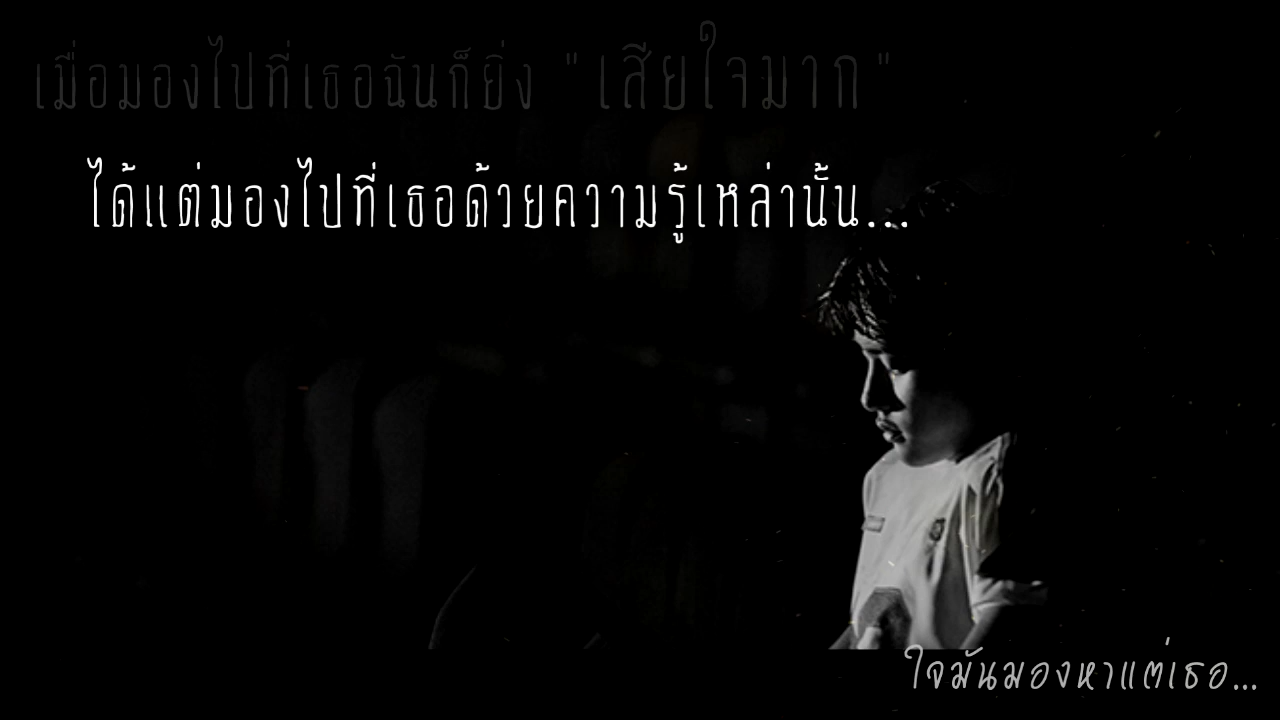 เมื่อมองไปที่เธอฉันก็ยิ่ง "เสียใจมาก"
ได้แต่มองไปที่เธอด้วยความรู้เหล่านั้น...
ใจมันมองหาแต่เธอ...